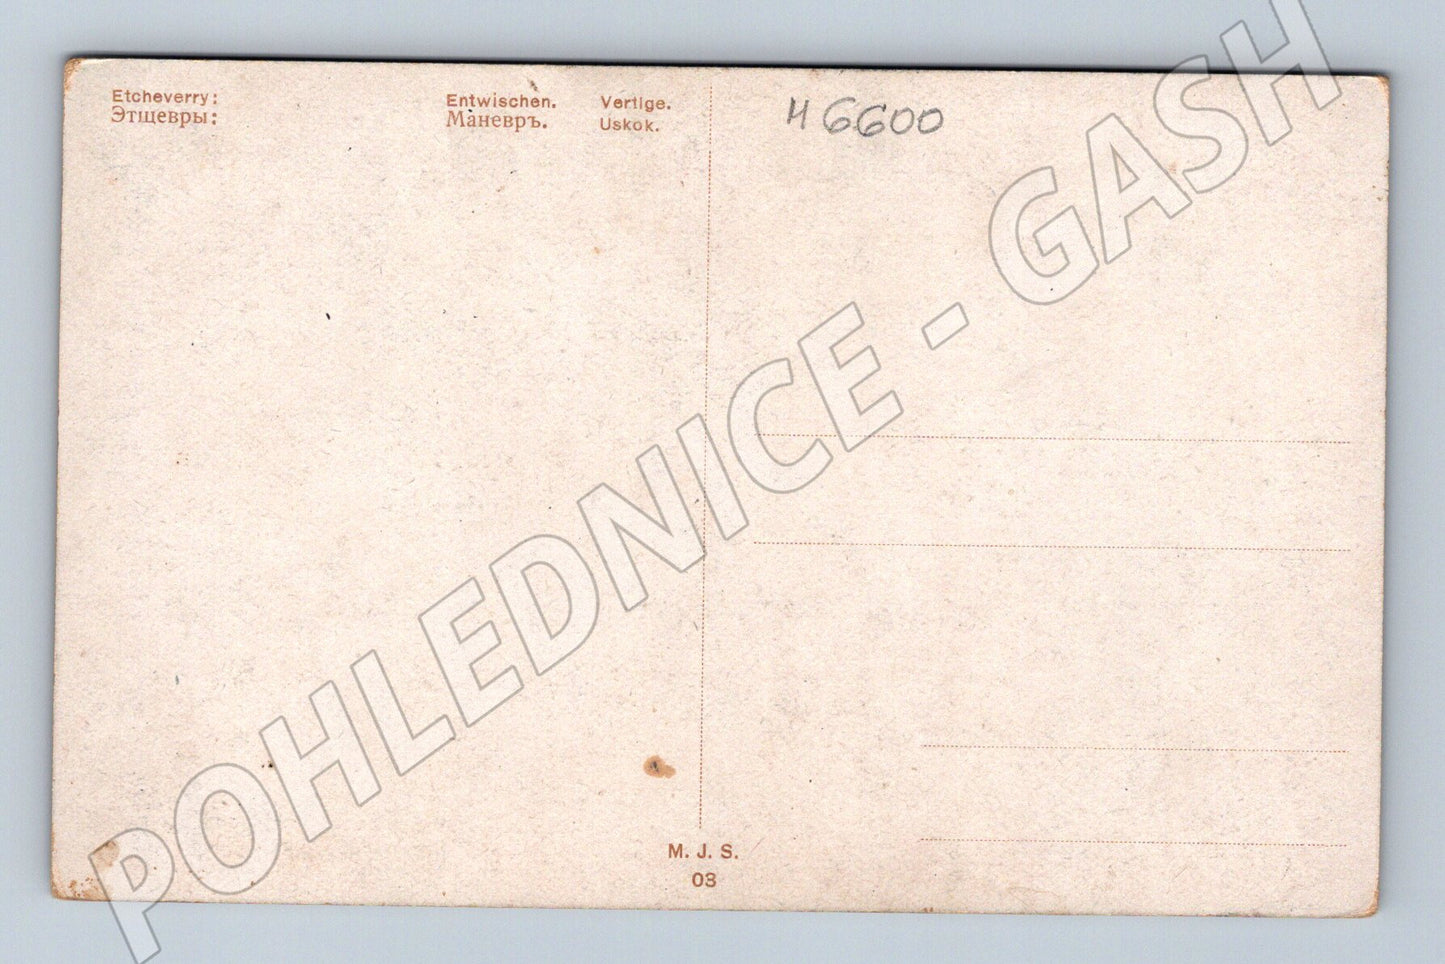 Etcheverry:
Этщевры:
Entwischen.
Маневръ.
Vertige.
Uskok.
И 6600
M. J. S.
03
POHLEDNICE - GASH